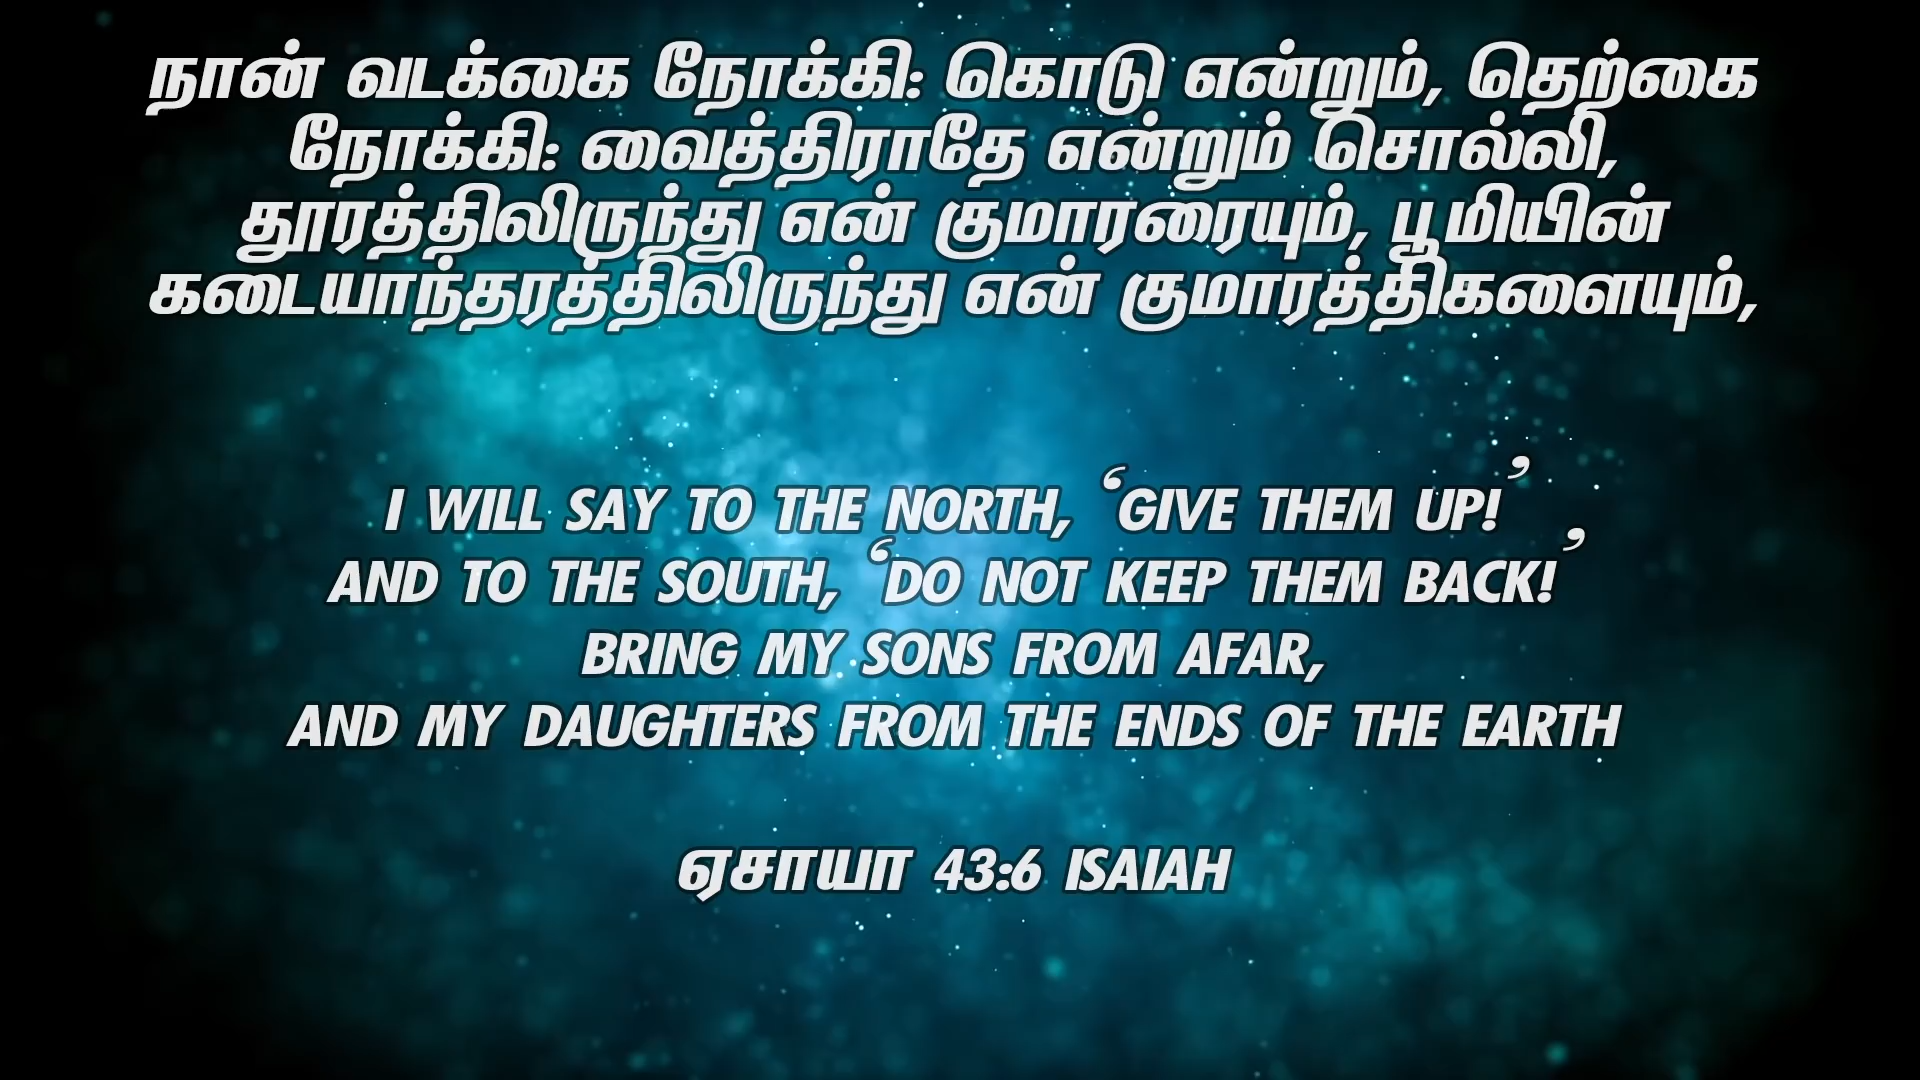 நான் வடக்கை நோக்கி: கொடு என்றும், தெற்கை
நோக்கி: வைத்திராதே என்றும் சொல்லி,
தூரத்திலிருந்து என் குமாரரையும், பூமியின்
கடையாந்தரத்திலிருந்து என் குமாரத்திகளையும்,
I WILL SAY TO THE NORTH, ‘GIVE THEM UP!’
AND TO THE SOUTH, ‘DO NOT KEEP THEM BACK!’
BRING MY SONS FROM AFAR,
AND MY DAUGHTERS FROM THE ENDS OF THE EARTH
ஏசாயா 43:6 ISAIAH